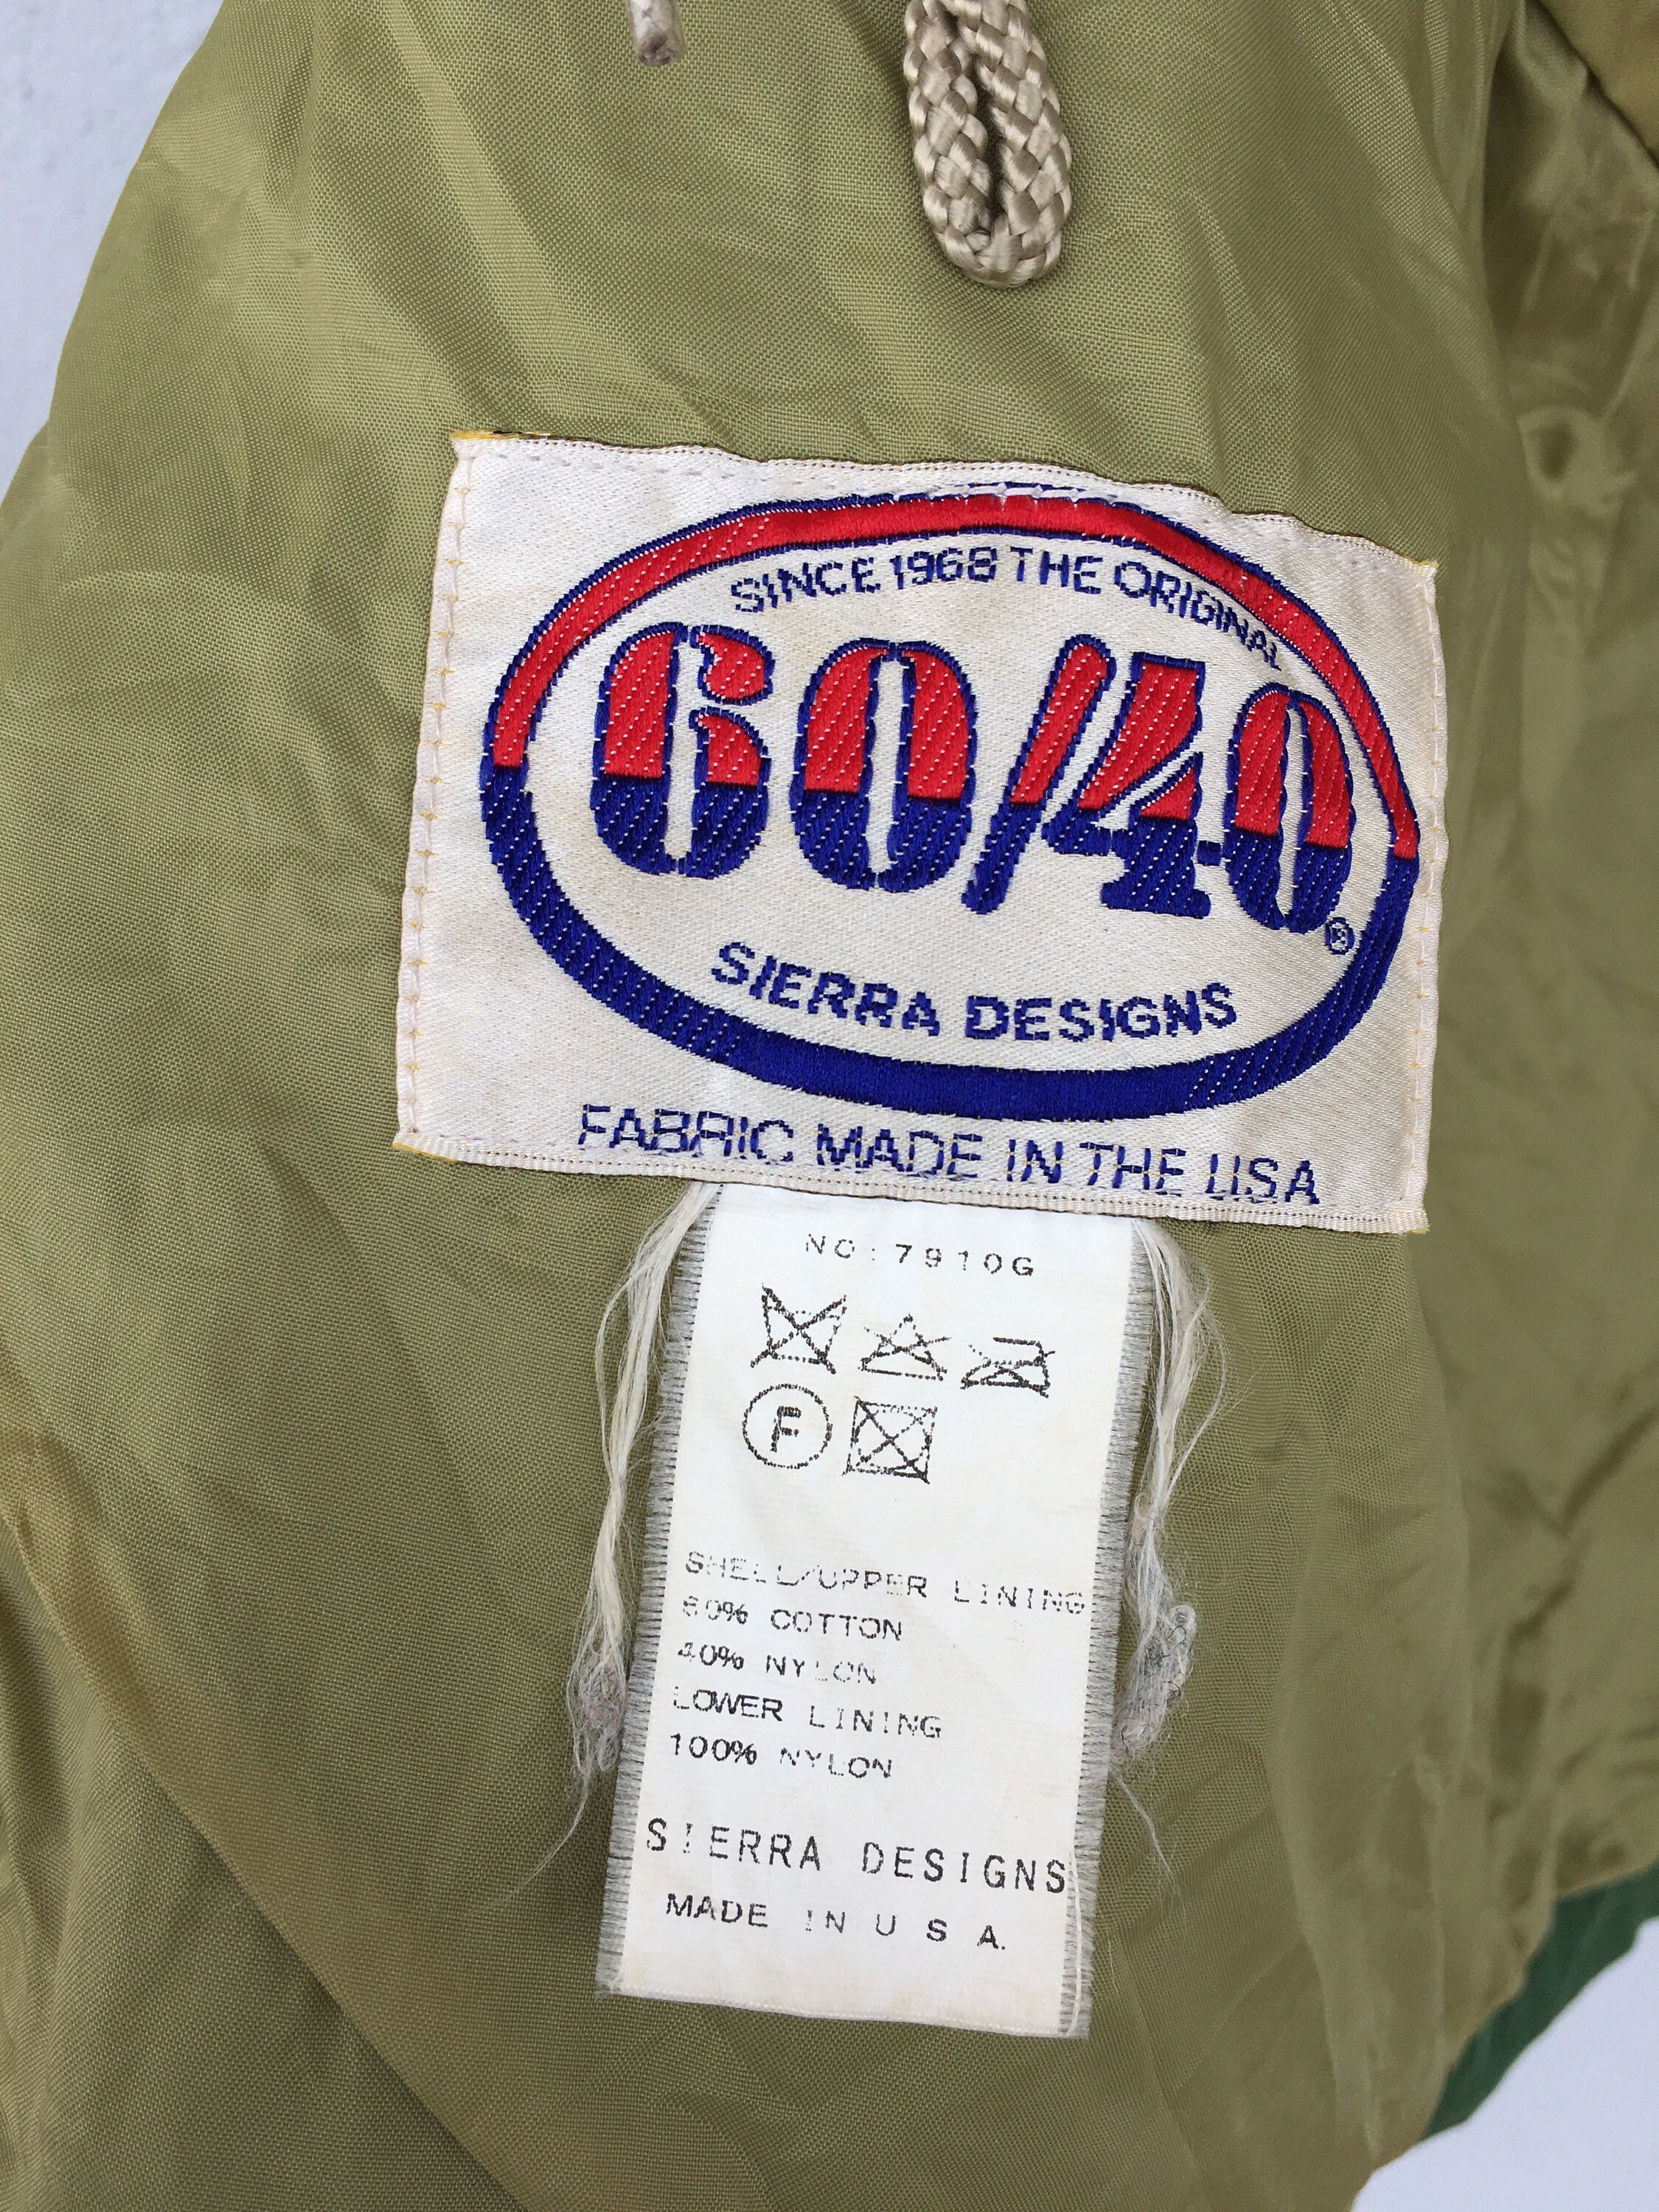 SINCE 1968 THE ORIGINAL
60/40®
SIERRA DESIGNS
FABRIC MADE IN THE USA
NO:7910G
F
SHELL/UPPER LINING
60% COTTON
40% NYLON
LOWER LINING
100% NYLON
SIERRA DESIGNS
MADE IN U S A.